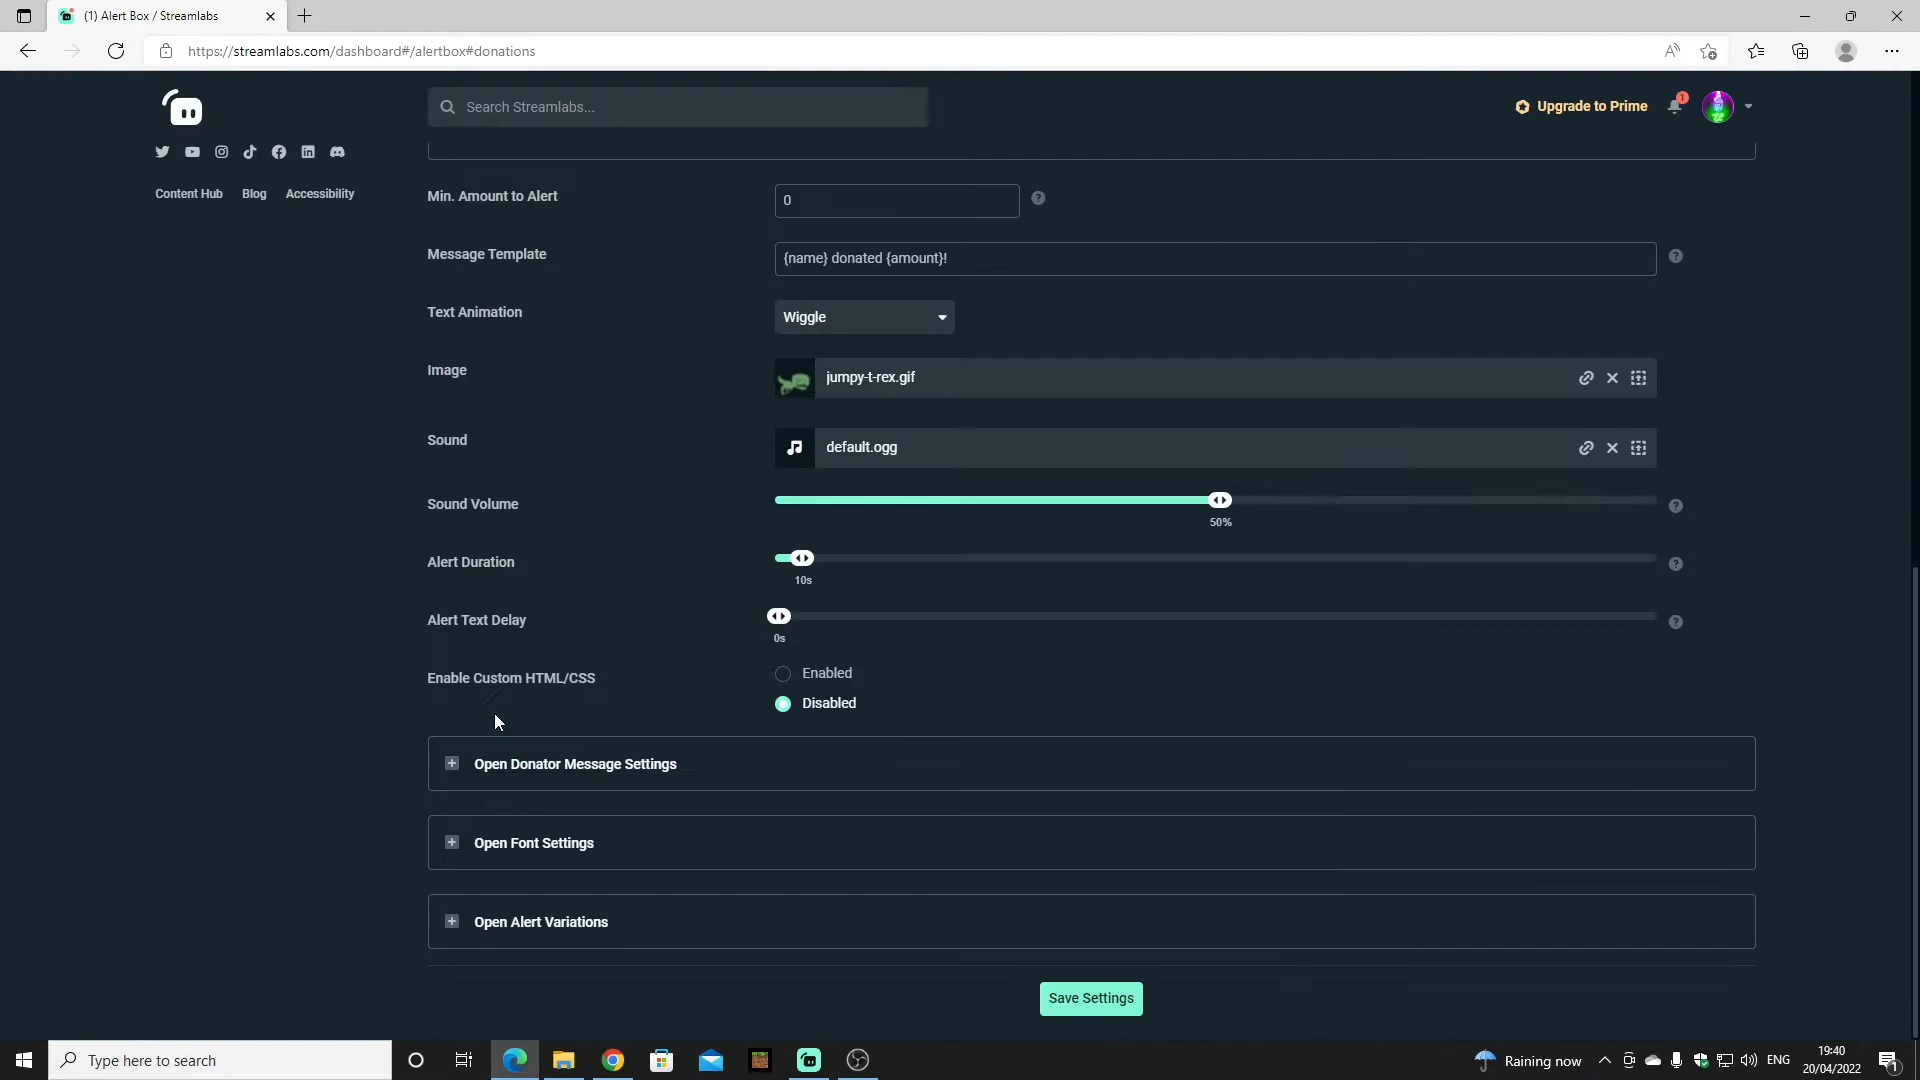 (1) Alert Box / Streamlabs
https://streamlabs.com/dashboard#/alertbox#donations
Search Streamlabs...
Upgrade to Prime
1
Content Hub Blog Accessibility
Min. Amount to Alert
0
Message Template
{name} donated {amount}!
Text Animation
Wiggle
Image
jumpy-t-rex.gif
Sound
default.ogg
Sound Volume
50%
Alert Duration
10s
Alert Text Delay
0s
Enable Custom HTML/CSS
Enabled
Disabled
Open Donator Message Settings
Open Font Settings
Open Alert Variations
Save Settings
Type here to search
Raining now
ENG
19:40
20/04/2022
1